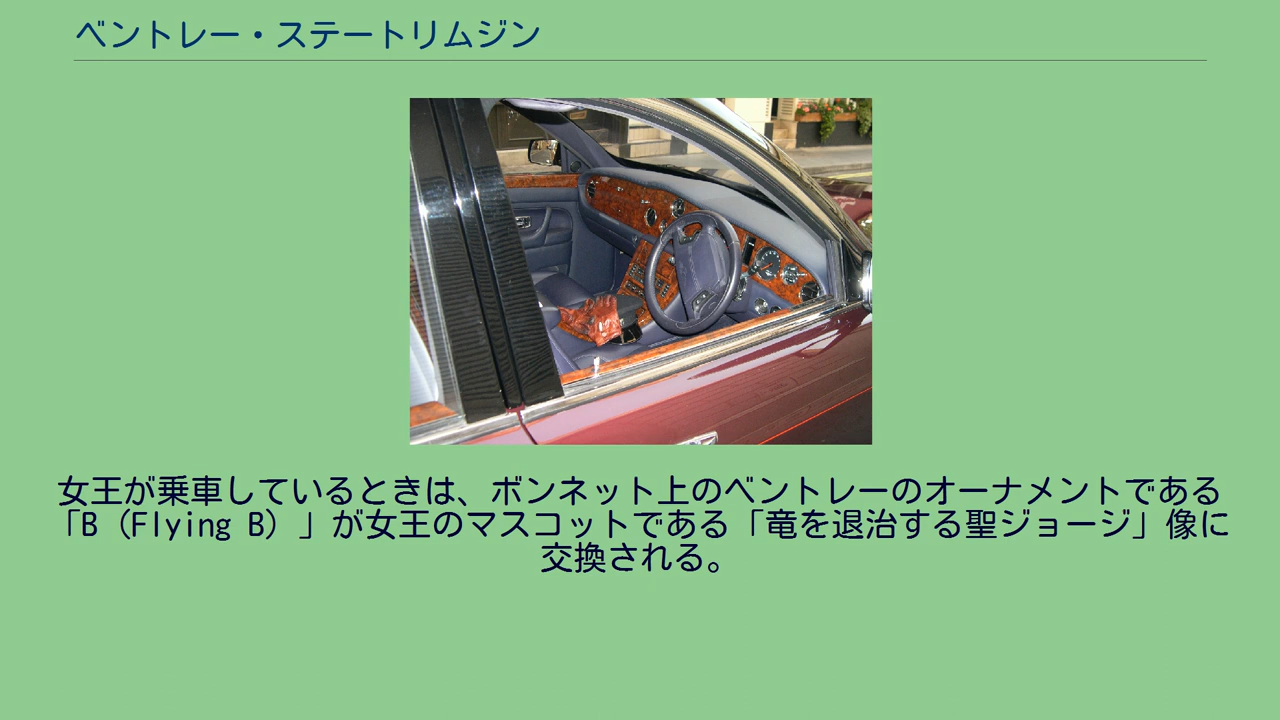 ベントレー・ステートリムジン
女王が乗車しているときは、ボンネット上のベントレーのオーナメントである
「B（Flying B）」が女王のマスコットである「竜を退治する聖ジョージ」像に
交換される。